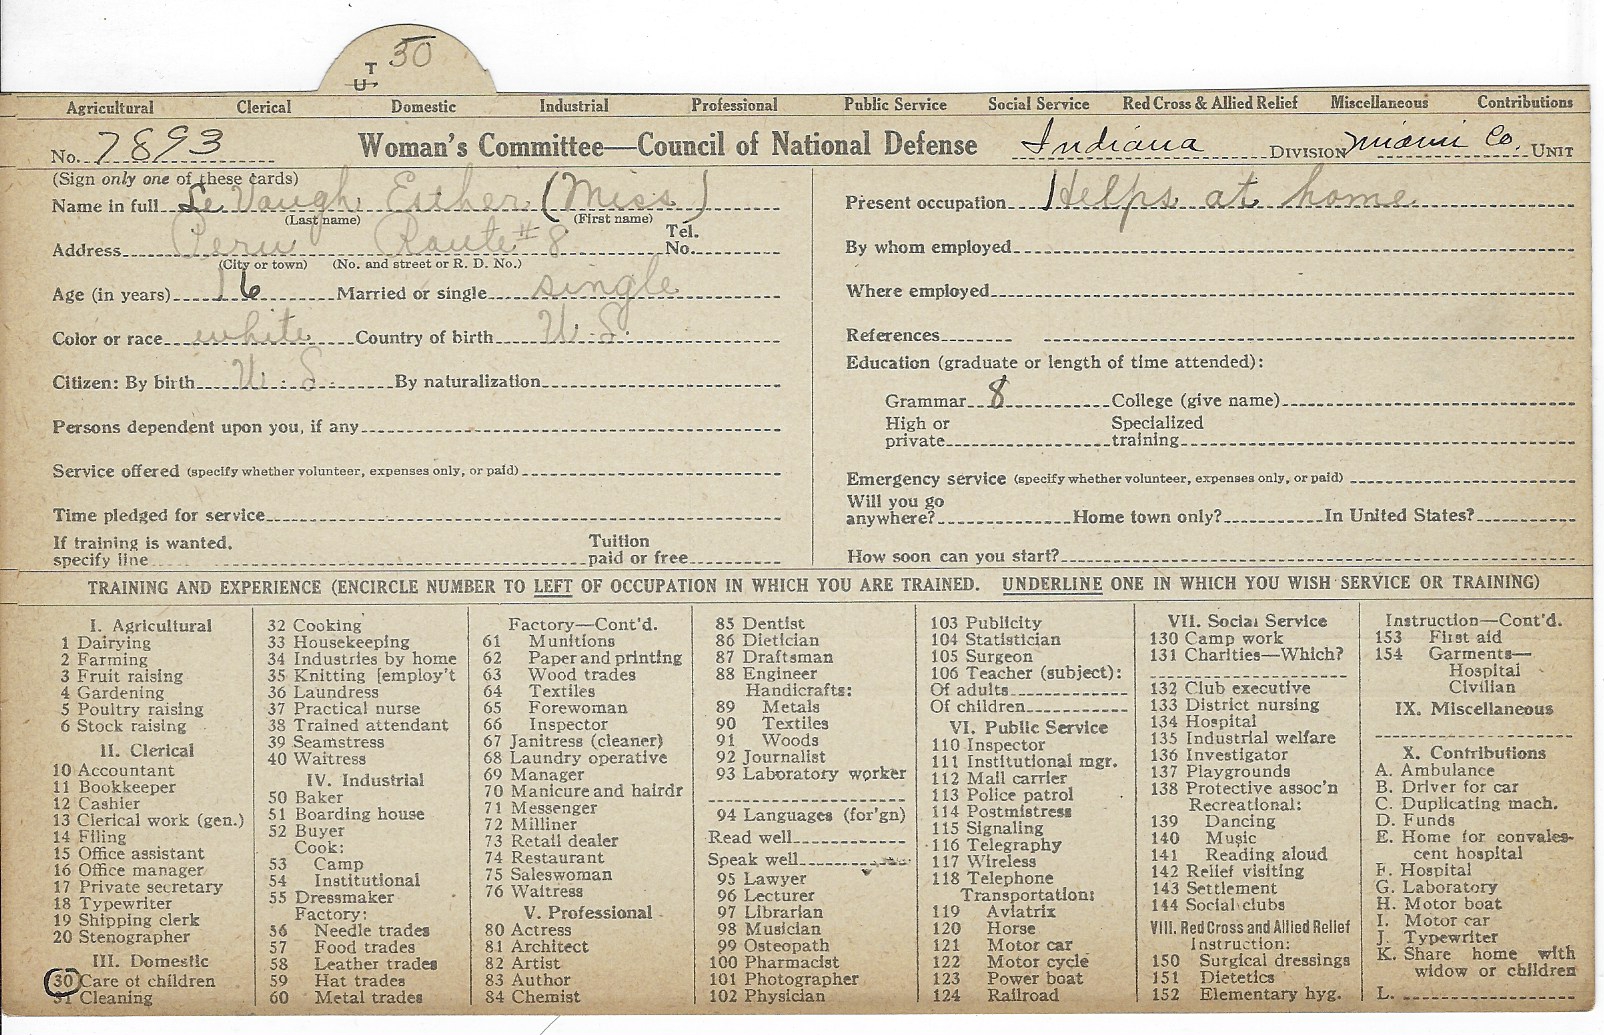 T 30
U
Agricultural Clerical Domestic Industrial Professional Public Service Social Service Red Cross & Allied Relief Miscellaneous Contributions
No. 7893 Woman's Committee—Council of National Defense Indiana DIVISION Miami Co. UNIT
(Sign only one of these cards)
Name in full Le Vaugh Esther (Miss)
(Last name) (First name)
Address Peru Route #8 Tel. No.
(City or town) (No. and street or R. D. No.)
Age (in years) 16 Married or single single
Color or race white Country of birth U.S.
Citizen: By birth U.S. By naturalization
Persons dependent upon you, if any
Service offered (specify whether volunteer, expenses only, or paid)
Time pledged for service
If training is wanted, Tuition
specify line paid or free
Present occupation Helps at home.
By whom employed
Where employed
References
Education (graduate or length of time attended):
Grammar 8 College (give name)
High or Specialized
private training
Emergency service (specify whether volunteer, expenses only, or paid)
Will you go
anywhere? Home town only? In United States?
How soon can you start?
TRAINING AND EXPERIENCE (ENCIRCLE NUMBER TO LEFT OF OCCUPATION IN WHICH YOU ARE TRAINED. UNDERLINE ONE IN WHICH YOU WISH SERVICE OR TRAINING)
I. Agricultural
1 Dairying
2 Farming
3 Fruit raising
4 Gardening
5 Poultry raising
6 Stock raising
II. Clerical
10 Accountant
11 Bookkeeper
12 Cashier
13 Clerical work (gen.)
14 Filing
15 Office assistant
16 Office manager
17 Private secretary
18 Typewriter
19 Shipping clerk
20 Stenographer
III. Domestic
30 Care of children
31 Cleaning
32 Cooking
33 Housekeeping
34 Industries by home
35 Knitting [employ't
36 Laundress
37 Practical nurse
38 Trained attendant
39 Seamstress
40 Waitress
IV. Industrial
50 Baker
51 Boarding house
52 Buyer
Cook:
53 Camp
54 Institutional
55 Dressmaker
Factory:
56 Needle trades
57 Food trades
58 Leather trades
59 Hat trades
60 Metal trades
Factory—Cont'd.
61 Munitions
62 Paper and printing
63 Wood trades
64 Textiles
65 Forewoman
66 Inspector
67 Janitress (cleaner)
68 Laundry operative
69 Manager
70 Manicure and hairdr
71 Messenger
72 Milliner
73 Retail dealer
74 Restaurant
75 Saleswoman
76 Waitress
V. Professional
80 Actress
81 Architect
82 Artist
83 Author
84 Chemist
85 Dentist
86 Dietician
87 Draftsman
88 Engineer
Handicrafts:
89 Metals
90 Textiles
91 Woods
92 Journalist
93 Laboratory worker
94 Languages (for'gn)
Read well
Speak well
95 Lawyer
96 Lecturer
97 Librarian
98 Musician
99 Osteopath
100 Pharmacist
101 Photographer
102 Physician
103 Publicity
104 Statistician
105 Surgeon
106 Teacher (subject):
Of adults
Of children
VI. Public Service
110 Inspector
111 Institutional mgr.
112 Mail carrier
113 Police patrol
114 Postmistress
115 Signaling
116 Telegraphy
117 Wireless
118 Telephone
Transportation:
119 Aviatrix
120 Horse
121 Motor car
122 Motor cycle
123 Power boat
124 Railroad
VII. Social Service
130 Camp work
131 Charities—Which?
132 Club executive
133 District nursing
134 Hospital
135 Industrial welfare
136 Investigator
137 Playgrounds
138 Protective assoc'n
Recreational:
139 Dancing
140 Music
141 Reading aloud
142 Relief visiting
143 Settlement
144 Social clubs
VIII. Red Cross and Allied Relief
Instruction:
150 Surgical dressings
151 Dietetics
152 Elementary hyg.
Instruction—Cont'd.
153 First aid
154 Garments—
Hospital
Civilian
IX. Miscellaneous
X. Contributions
A. Ambulance
B. Driver for car
C. Duplicating mach.
D. Funds
E. Home for convales-
cent hospital
F. Hospital
G. Laboratory
H. Motor boat
I. Motor car
J. Typewriter
K. Share home with
widow or children
L.